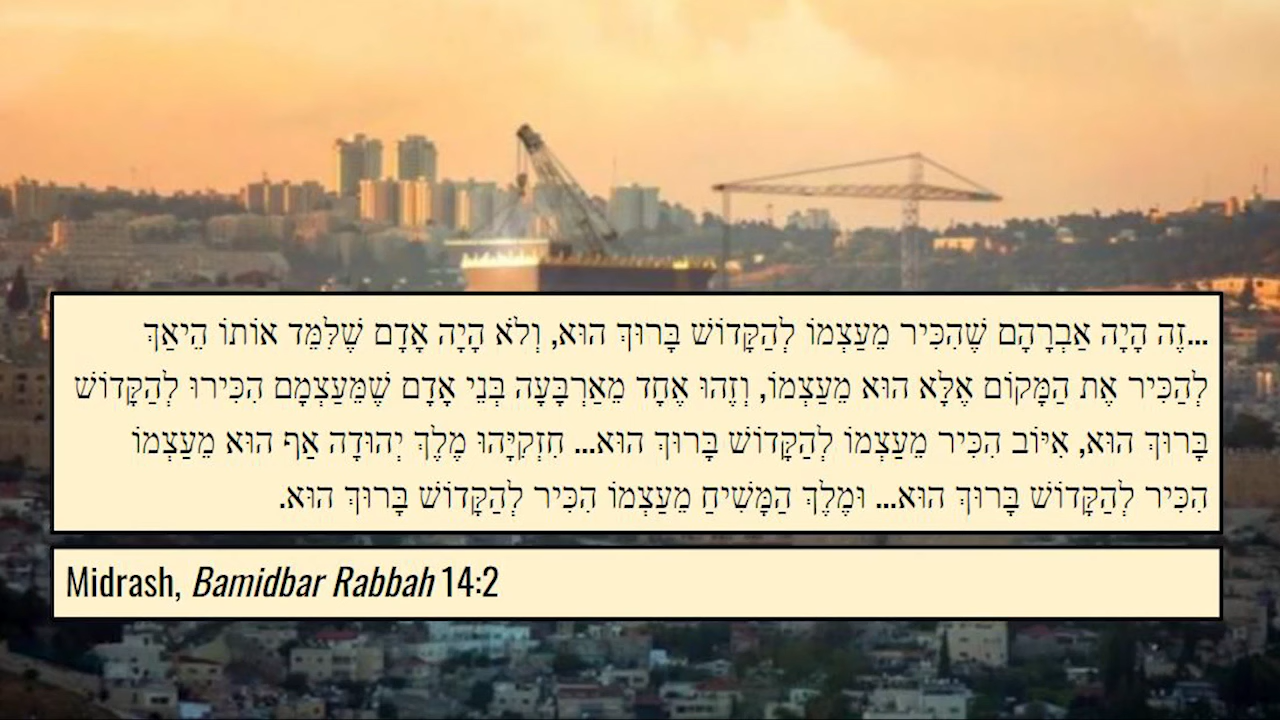 ...זֶה הָיָה אַבְרָהָם שֶׁהִכִּיר מֵעַצְמוֹ לְהַקָּדוֹשׁ בָּרוּךְ הוּא, וְלֹא הָיָה אָדָם שֶׁלִּמֵּד אוֹתוֹ הֵיאַךְ
לְהַכִּיר אֶת הַמָּקוֹם אֶלָּא הוּא מֵעַצְמוֹ, וְזֶהוּ אֶחָד מֵאַרְבָּעָה בְּנֵי אָדָם שֶׁמֵּעַצְמָם הִכִּירוּ לְהַקָּדוֹשׁ
בָּרוּךְ הוּא, אִיּוֹב הִכִּיר מֵעַצְמוֹ לְהַקָּדוֹשׁ בָּרוּךְ הוּא... חִזְקִיָּהוּ מֶלֶךְ יְהוּדָה אַף הוּא מֵעַצְמוֹ
הִכִּיר לְהַקָּדוֹשׁ בָּרוּךְ הוּא... וּמֶלֶךְ הַמָּשִׁיחַ מֵעַצְמוֹ הִכִּיר לְהַקָּדוֹשׁ בָּרוּךְ הוּא.
Midrash, Bamidbar Rabbah 14:2